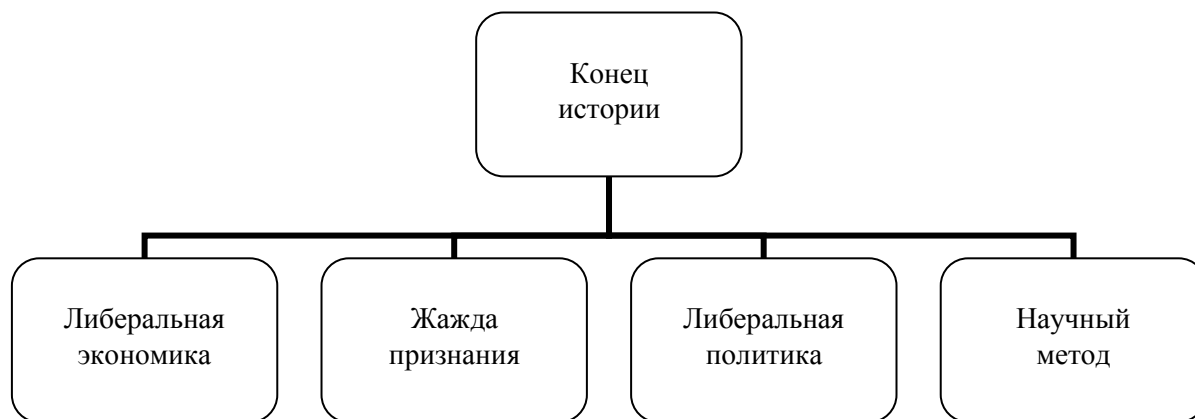 Конец
истории
Либеральная
экономика
Жажда
признания
Либеральная
политика
Научный
метод